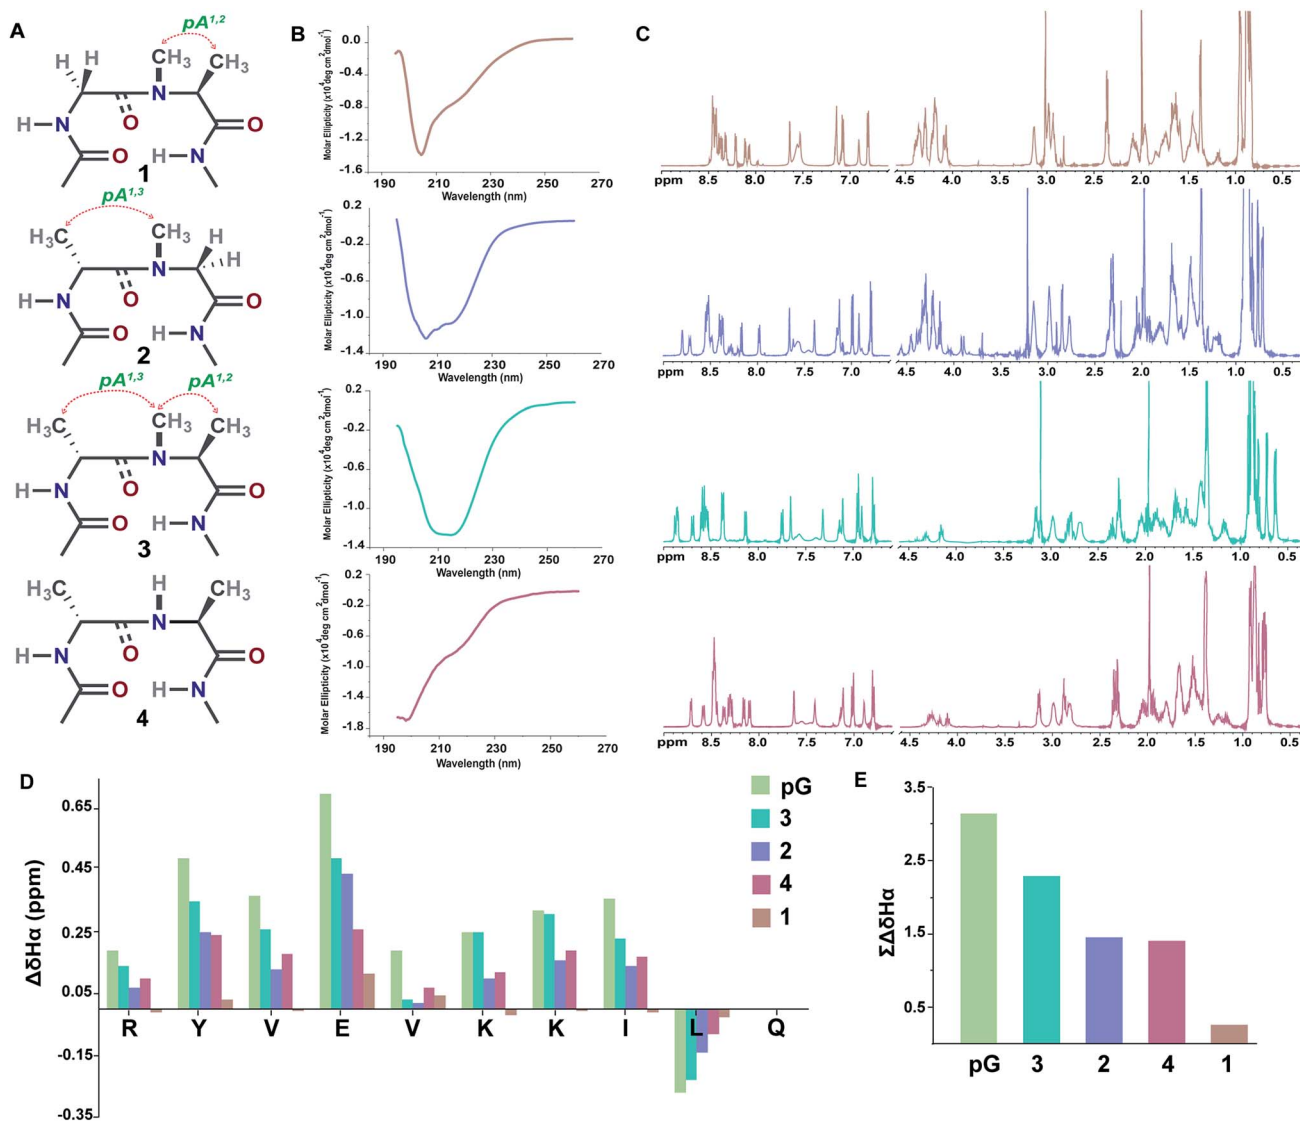 A
pA1,2
H H CH3 CH3
N
H N O O
O H N
1
pA1,3
H3C CH3 H H
N
H N O O
O H N
2
pA1,3 pA1,2
H3C CH3 CH3
N
H N O O
O H N
3
H3C H CH3
N
H N O O
O H N
4
B
Molar Ellipticity (x104deg cm2dmol-1)
0.0
-0.4
-0.8
-1.2
-1.6
190 210 230 250 270
Wavelength (nm)
Molar Ellipticity (x104deg cm2dmol-1)
0.2
-0.2
-0.6
-1.0
-1.4
190 210 230 250 270
Wavelength (nm)
Molar Ellipticity (x104deg cm2dmol-1)
0.2
-0.2
-0.6
-1.0
-1.4
190 210 230 250 270
Wavelength (nm)
Molar Ellipticity (x104deg cm2dmol-1)
0.2
-0.2
-0.6
-1.0
-1.4
-1.8
190 210 230 250 270
Wavelength (nm)
C
ppm 8.5 8.0 7.5 7.0 4.5 4.0 3.5 3.0 2.5 2.0 1.5 1.0 0.5
ppm 8.5 8.0 7.5 7.0 4.5 4.0 3.5 3.0 2.5 2.0 1.5 1.0 0.5
ppm 8.5 8.0 7.5 7.0 4.5 4.0 3.5 3.0 2.5 2.0 1.5 1.0 0.5
ppm 8.5 8.0 7.5 7.0 4.5 4.0 3.5 3.0 2.5 2.0 1.5 1.0 0.5
D
ΔδHα (ppm)
0.65
0.45
0.25
0.05
-0.15
-0.35
R Y V E V K K I L Q
pG
3
2
4
1
E
ΣΔδHα
3.5
2.5
1.5
0.5
pG 3 2 4 1